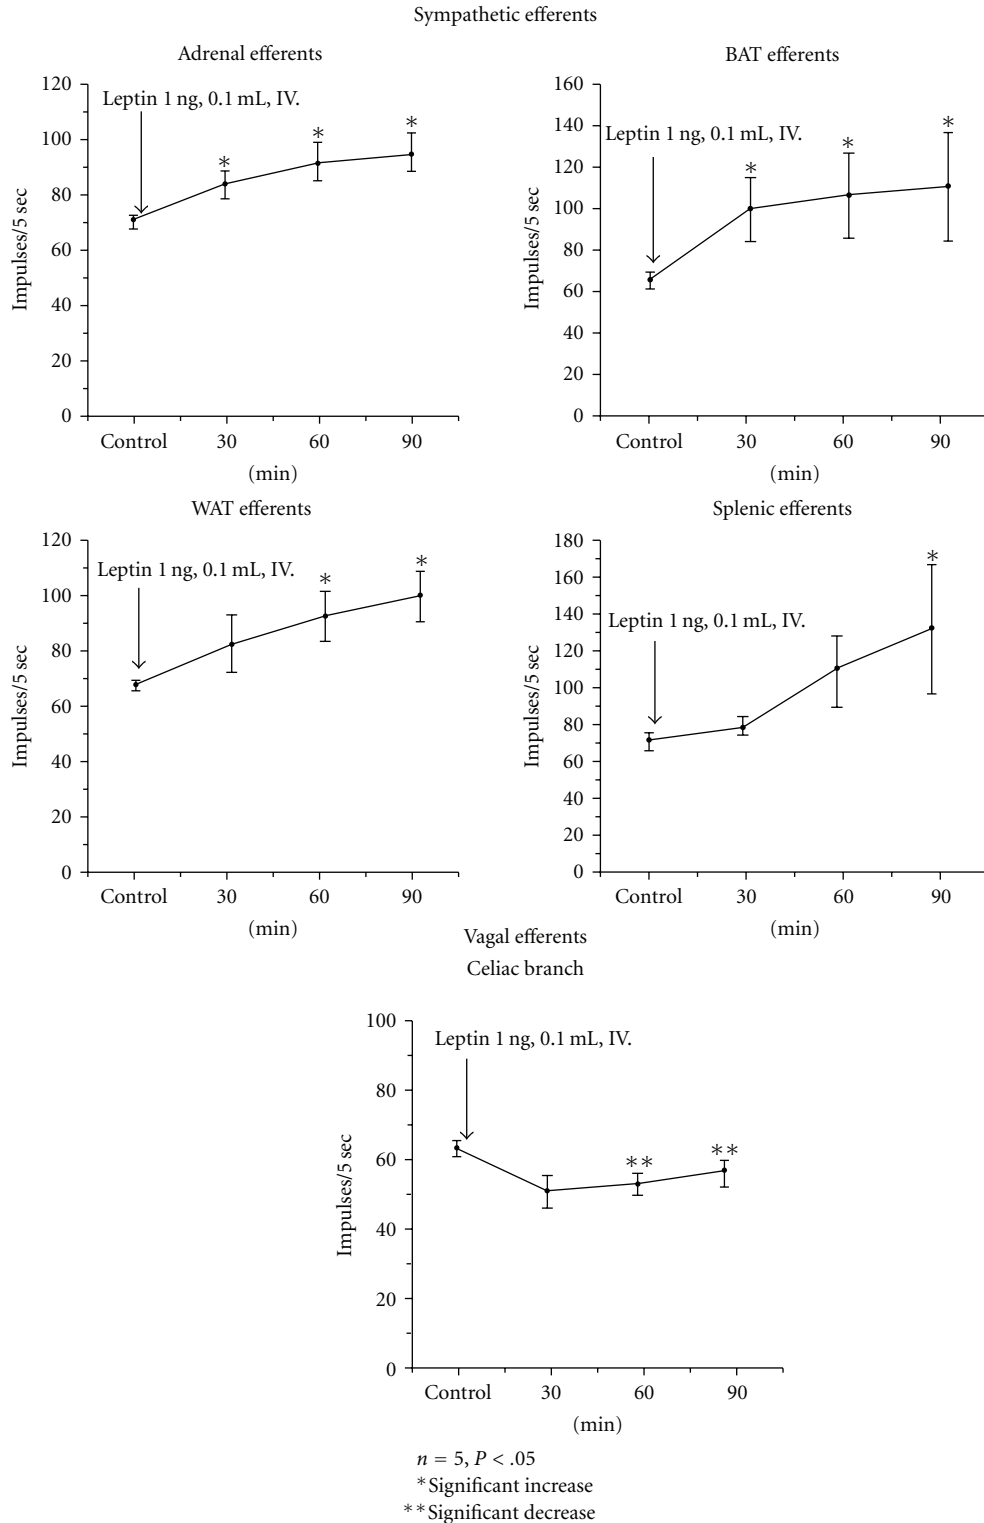 Sympathetic efferents
Adrenal efferents
120
100
80
60
40
20
0
Impulses/5 sec
Leptin 1 ng, 0.1 mL, IV.
*
*
*
Control 30 60 90
(min)
BAT efferents
160
140
120
100
80
60
40
20
0
Impulses/5 sec
Leptin 1 ng, 0.1 mL, IV.
*
*
*
Control 30 60 90
(min)
WAT efferents
120
100
80
60
40
20
0
Impulses/5 sec
Leptin 1 ng, 0.1 mL, IV.
*
*
Control 30 60 90
(min)
Splenic efferents
180
160
140
120
100
80
60
40
20
0
Impulses/5 sec
Leptin 1 ng, 0.1 mL, IV.
*
Control 30 60 90
(min)
Vagal efferents
Celiac branch
100
80
60
40
20
0
Impulses/5 sec
Leptin 1 ng, 0.1 mL, IV.
**
**
Control 30 60 90
(min)
n = 5, P < .05
*Significant increase
**Significant decrease